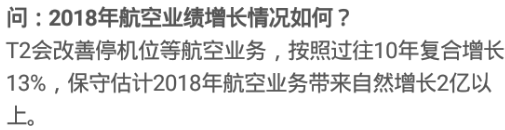 问：2018年航空业绩增长情况如何？
T2会改善停机位等航空业务，按照过往10年复合增长
13%，保守估计2018年航空业务带来自然增长2亿以
上。